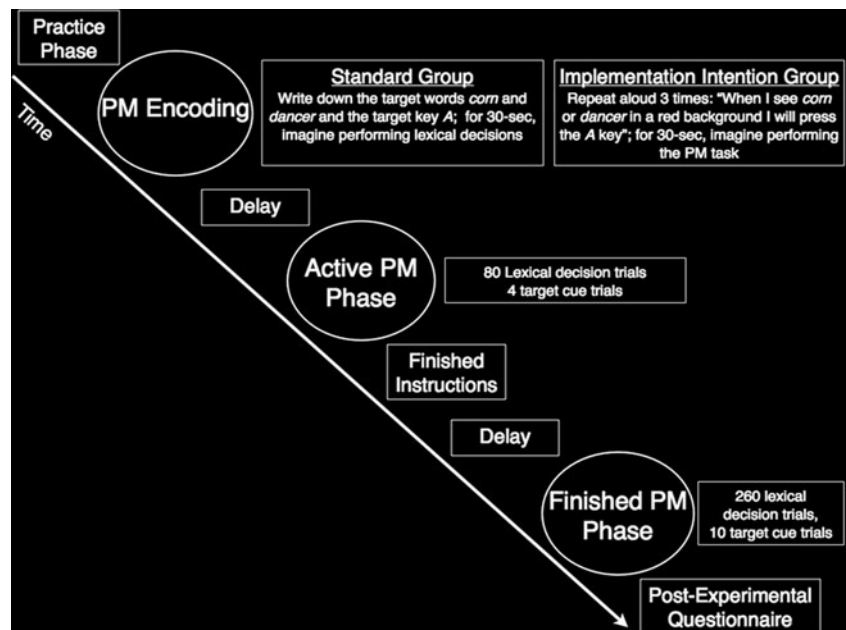 Practice
Phase
Time
PM Encoding
Standard Group
Write down the target words corn and
dancer and the target key A; for 30-sec,
imagine performing lexical decisions
Implementation Intention Group
Repeat aloud 3 times: “When I see corn
or dancer in a red background I will press
the A key”; for 30-sec, imagine performing
the PM task
Delay
Active PM
Phase
80 Lexical decision trials
4 target cue trials
Finished
Instructions
Delay
Finished PM
Phase
260 lexical
decision trials,
10 target cue trials
Post-Experimental
Questionnaire